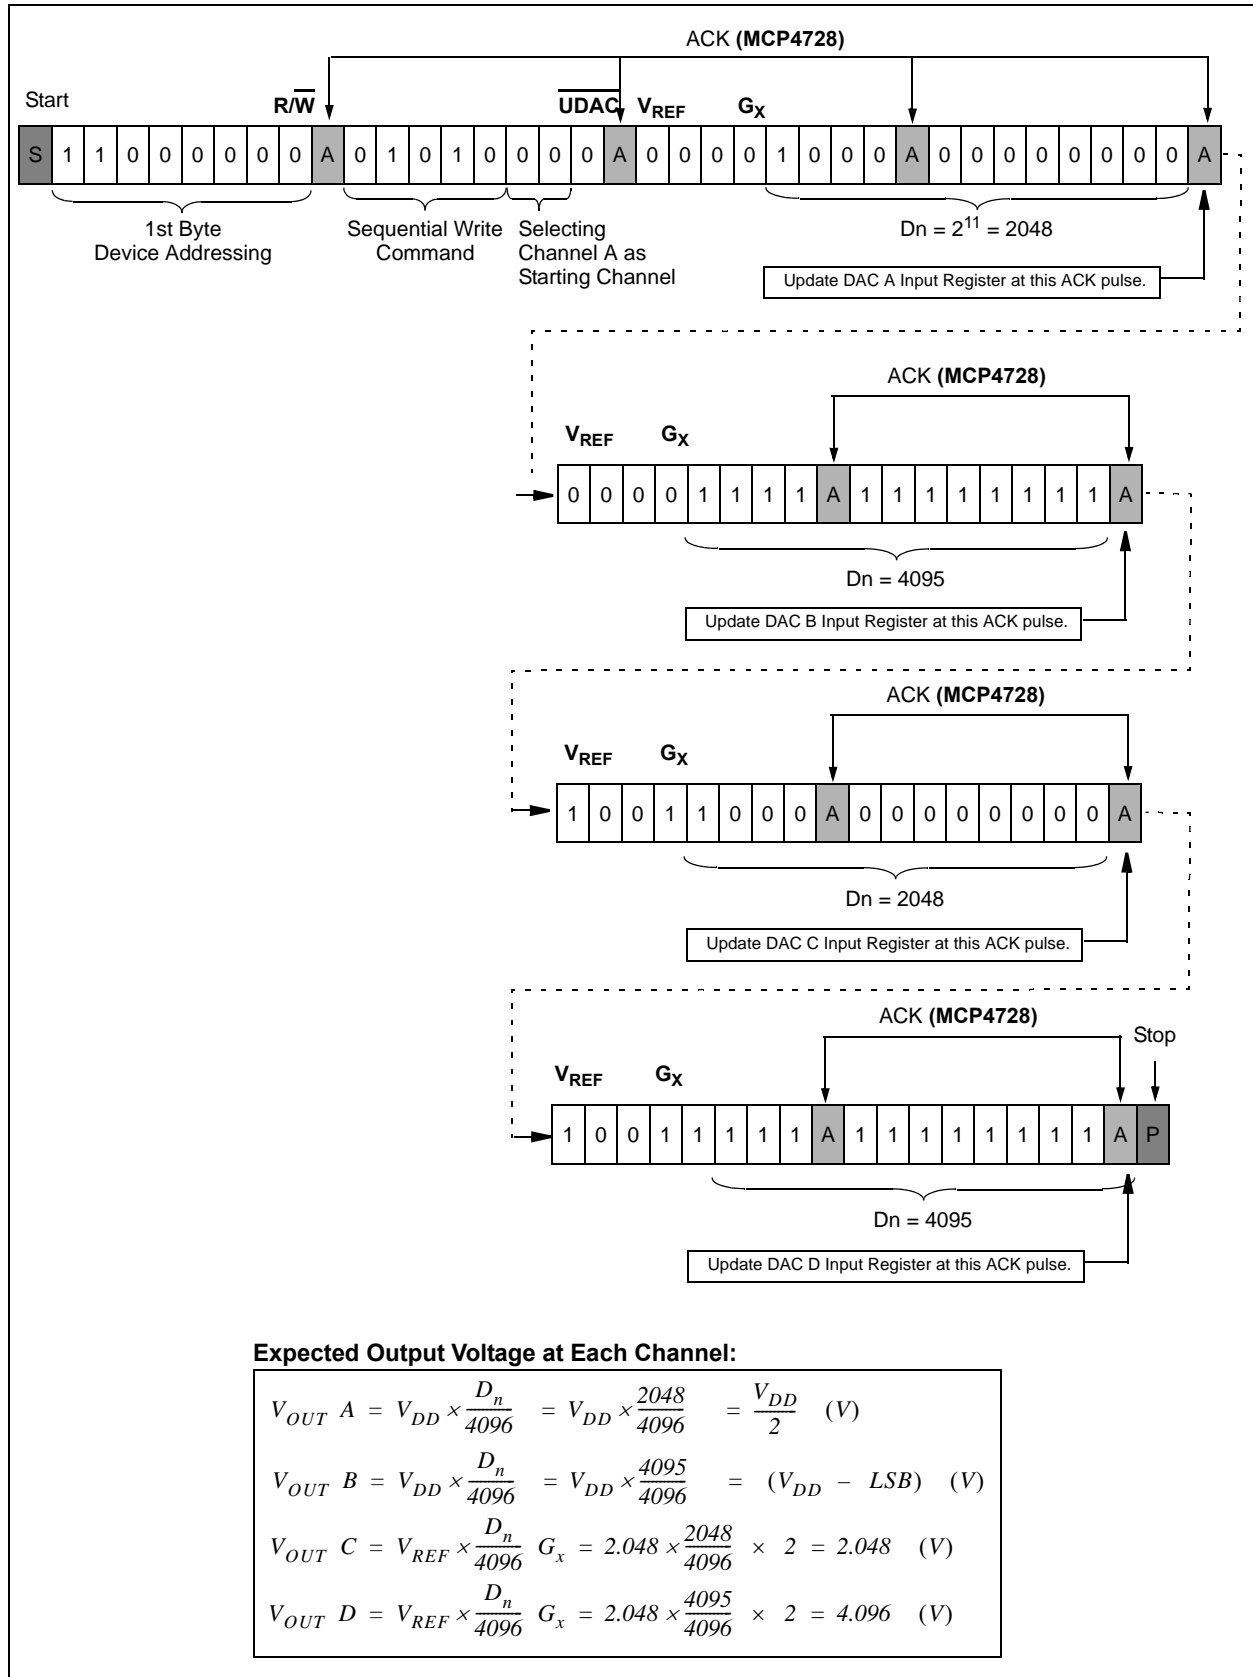 ACK (MCP4728)
Start R/W UDAC VREF GX
S 1 1 0 0 0 0 0 0 A 0 1 0 1 0 0 0 0 A 0 0 0 0 1 0 0 0 A 0 0 0 0 0 0 0 0 A
1st Byte
Device Addressing
Sequential Write
Command
Selecting
Channel A as
Starting Channel
Dn = 2^11 = 2048
Update DAC A Input Register at this ACK pulse.
ACK (MCP4728)
VREF GX
0 0 0 0 1 1 1 1 A 1 1 1 1 1 1 1 1 A
Dn = 4095
Update DAC B Input Register at this ACK pulse.
ACK (MCP4728)
VREF GX
1 0 0 1 1 0 0 0 A 0 0 0 0 0 0 0 0 A
Dn = 2048
Update DAC C Input Register at this ACK pulse.
ACK (MCP4728)
Stop
VREF GX
1 0 0 1 1 1 1 1 A 1 1 1 1 1 1 1 1 A P
Dn = 4095
Update DAC D Input Register at this ACK pulse.
Expected Output Voltage at Each Channel:
VOUT A = VDD × Dn/4096 = VDD × 2048/4096 = VDD/2 (V)
VOUT B = VDD × Dn/4096 = VDD × 4095/4096 = (VDD – LSB) (V)
VOUT C = VREF × Dn/4096 Gx = 2.048 × 2048/4096 × 2 = 2.048 (V)
VOUT D = VREF × Dn/4096 Gx = 2.048 × 4095/4096 × 2 = 4.096 (V)